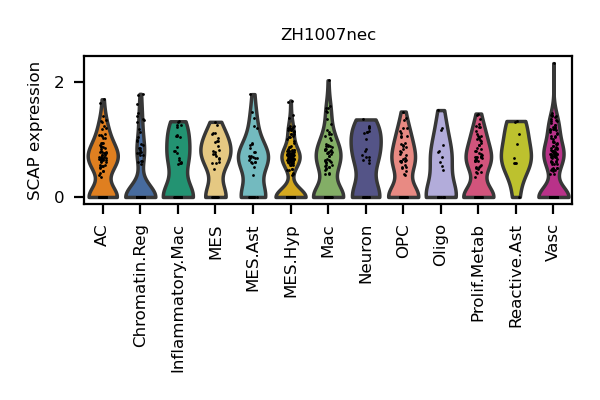 ZH1007nec
SCAP expression
2
0
AC
Chromatin.Reg
Inflammatory.Mac
MES
MES.Ast
MES.Hyp
Mac
Neuron
OPC
Oligo
Prolif.Metab
Reactive.Ast
Vasc